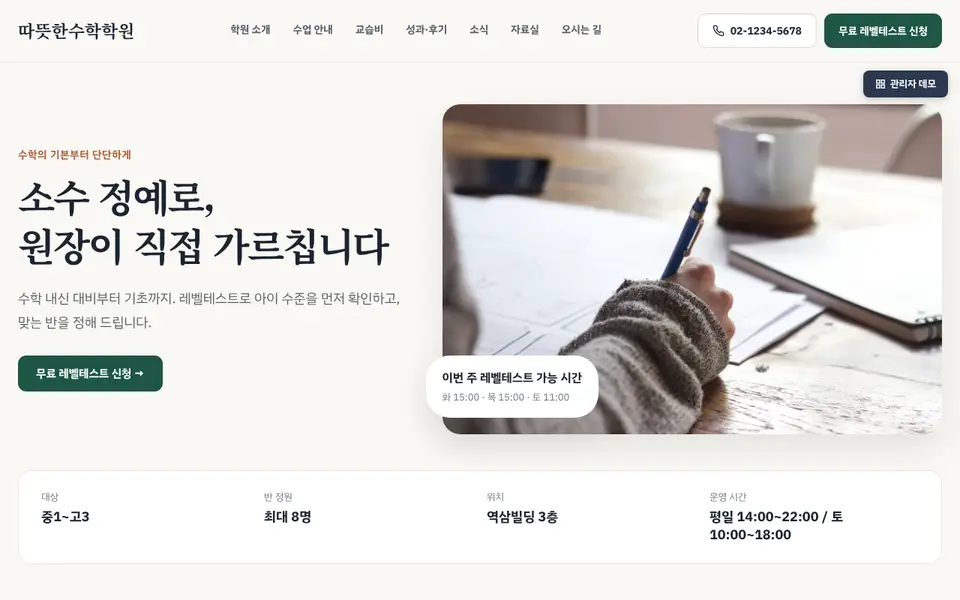 따뜻한수학학원
학원 소개
수업 안내
교습비
성과·후기
소식
자료실
오시는 길
02-1234-5678
무료 레벨테스트 신청
관리자 데모
수학의 기본부터 단단하게
소수 정예로,
원장이 직접 가르칩니다
수학 내신 대비부터 기초까지. 레벨테스트로 아이 수준을 먼저 확인하고,
맞는 반을 정해 드립니다.
무료 레벨테스트 신청 →
이번 주 레벨테스트 가능 시간
화 15:00 · 목 15:00 · 토 11:00
대상
중1~고3
반 정원
최대 8명
위치
역삼빌딩 3층
운영 시간
평일 14:00~22:00 / 토
10:00~18:00